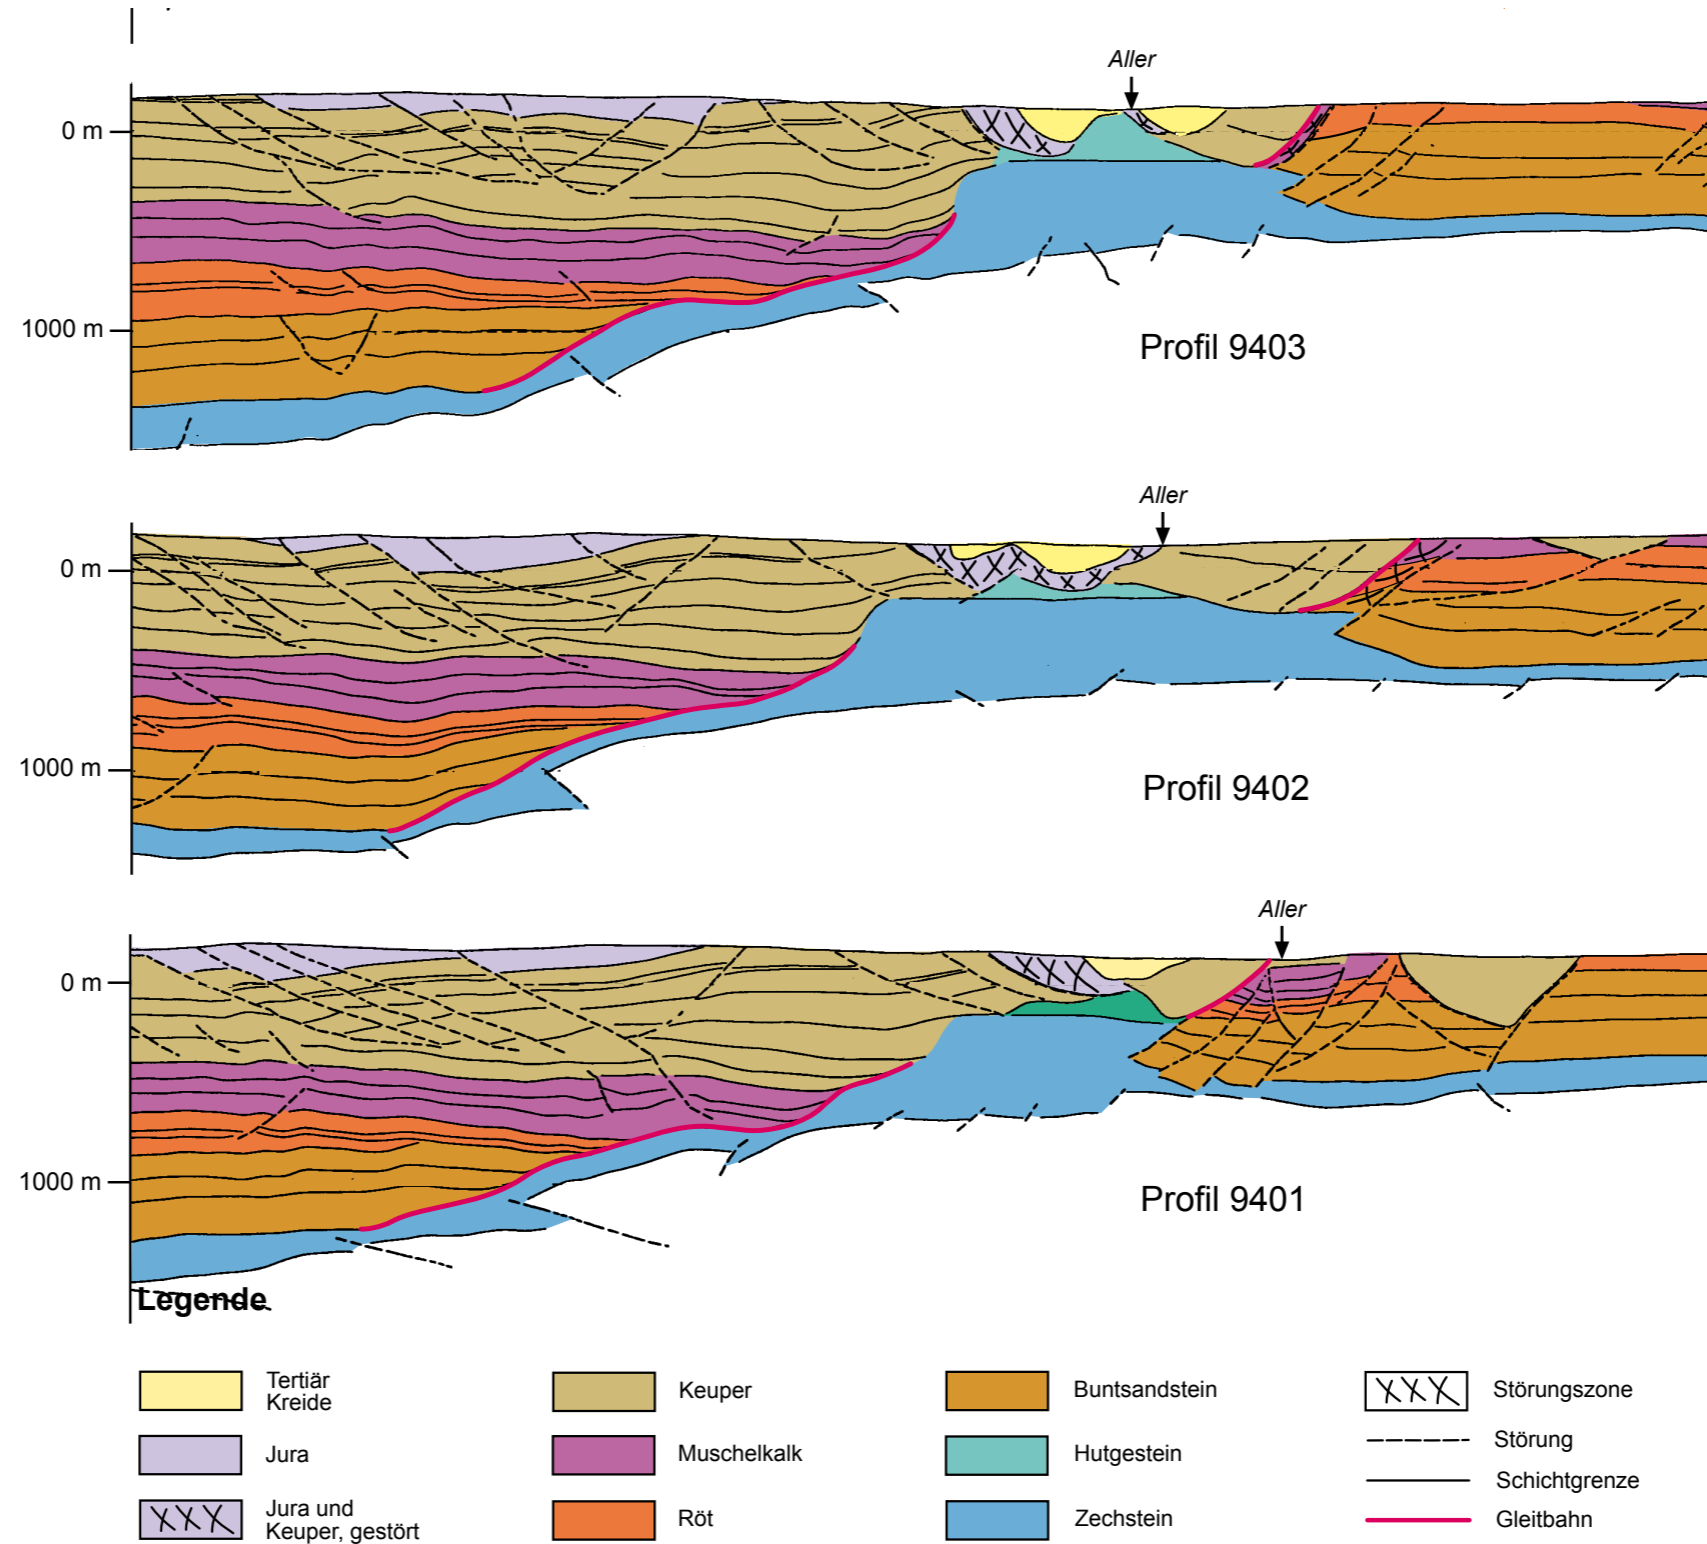 Aller
0 m
1000 m
Profil 9403
Aller
0 m
1000 m
Profil 9402
Aller
0 m
1000 m
Profil 9401
Legende
Tertiär
Kreide
Keuper
Buntsandstein
Störungszone
Jura
Muschelkalk
Hutgestein
Störung
Schichtgrenze
Jura und
Keuper, gestört
Röt
Zechstein
Gleitbahn